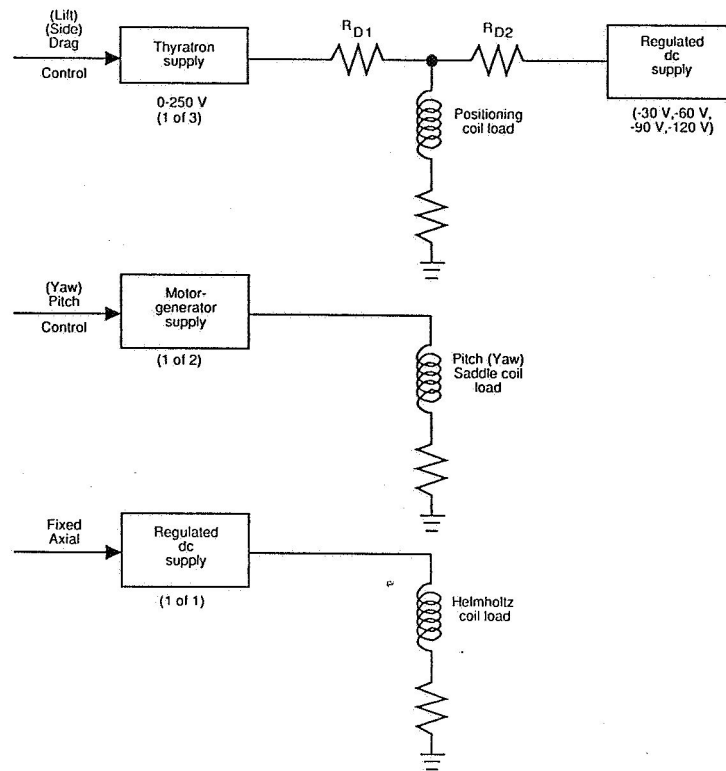 (Lift)
(Side)
Drag
Control
Thyratron
supply
0-250 V
(1 of 3)
R D1
R D2
Regulated
dc
supply
(-30 V,-60 V,
-90 V,-120 V)
Positioning
coil load
(Yaw)
Pitch
Control
Motor-
generator
supply
(1 of 2)
Pitch (Yaw)
Saddle coil
load
Fixed
Axial
Regulated
dc
supply
(1 of 1)
Helmholtz
coil load